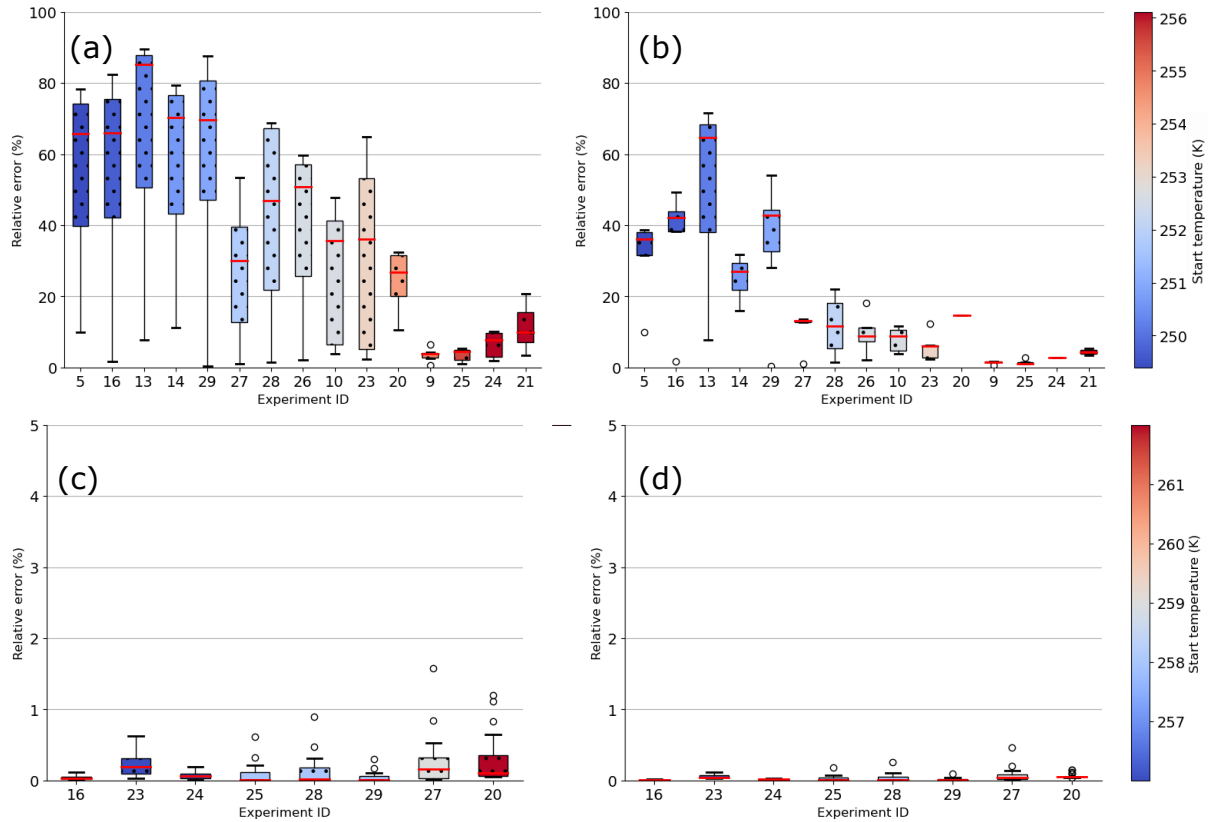 (a)
Relative error (%)
100
80
60
40
20
0
5 16 13 14 29 27 28 26 10 23 20 9 25 24 21
Experiment ID
(b)
Relative error (%)
100
80
60
40
20
0
5 16 13 14 29 27 28 26 10 23 20 9 25 24 21
Experiment ID
256
255
254
253
252
251
250
Start temperature (K)
(c)
Relative error (%)
5
4
3
2
1
0
16 23 24 25 28 29 27 20
Experiment ID
(d)
Relative error (%)
5
4
3
2
1
0
16 23 24 25 28 29 27 20
Experiment ID
261
260
259
258
257
Start temperature (K)